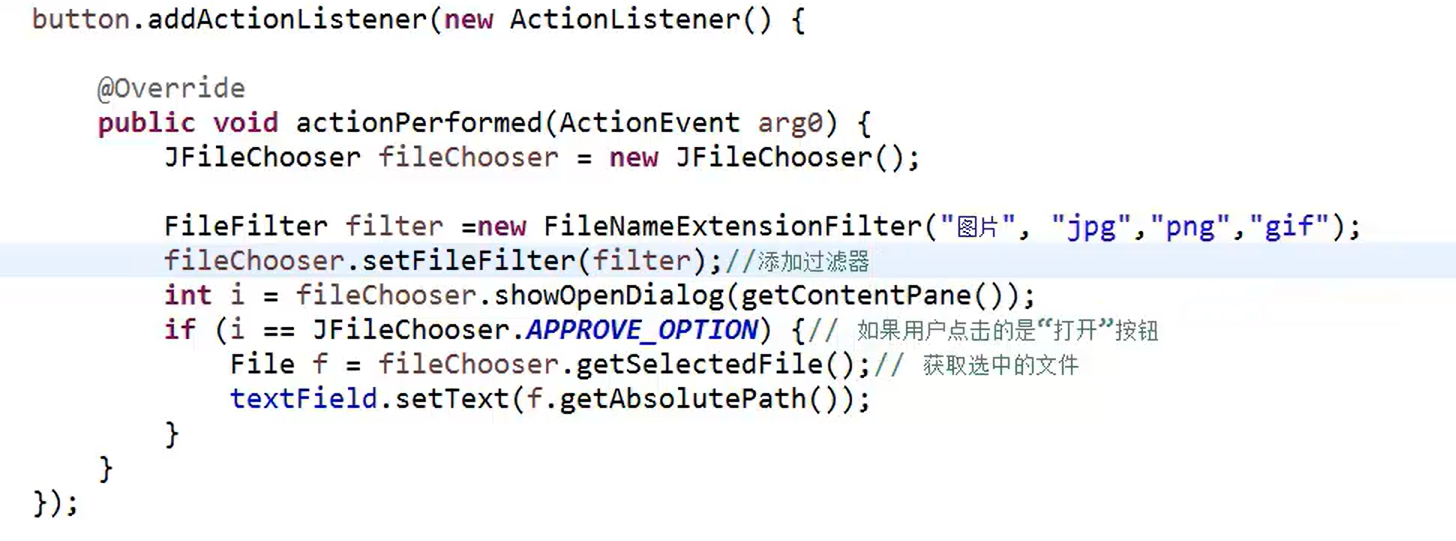 button.addActionListener(new ActionListener() {
@Override
public void actionPerformed(ActionEvent arg0) {
JFileChooser fileChooser = new JFileChooser();
FileFilter filter =new FileNameExtensionFilter("图片", "jpg","png","gif");
fileChooser.setFileFilter(filter);//添加过滤器
int i = fileChooser.showOpenDialog(getContentPane());
if (i == JFileChooser.APPROVE_OPTION) {// 如果用户点击的是“打开”按钮
File f = fileChooser.getSelectedFile();// 获取选中的文件
textField.setText(f.getAbsolutePath());
}
}
});